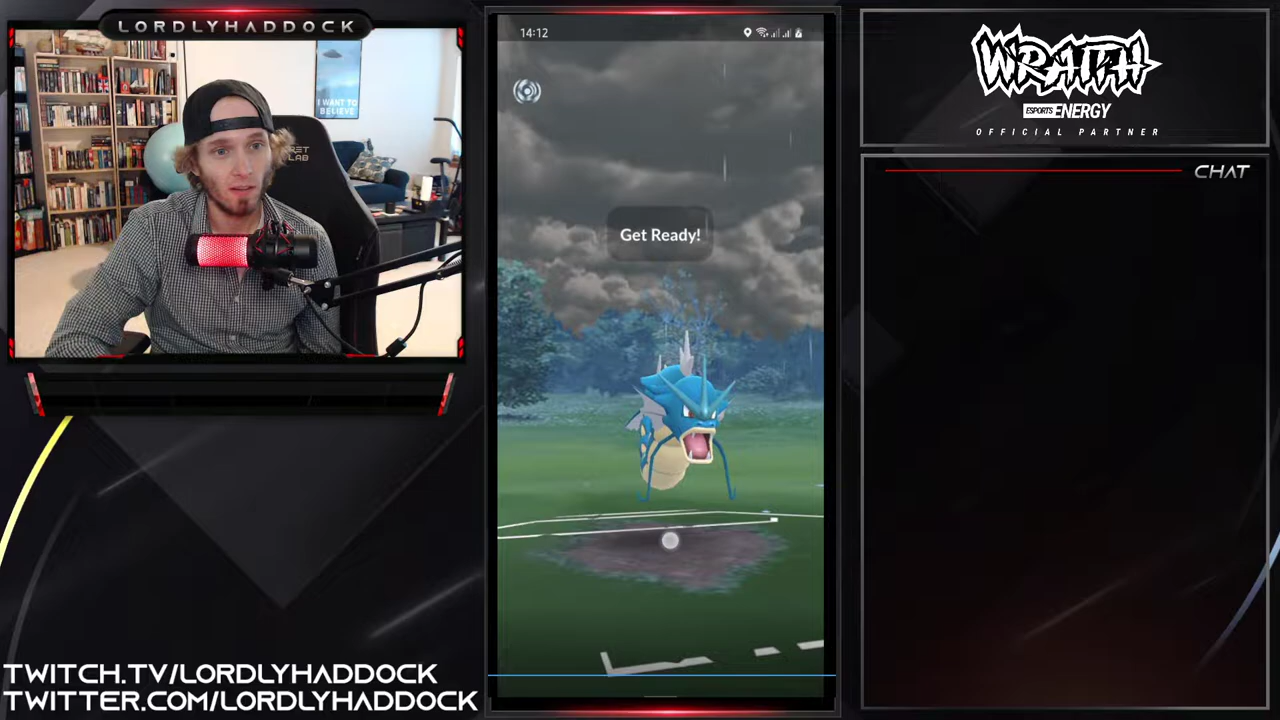 LORDLYHADDOCK
I WANT TO
BELIEVE
14:12
Get Ready!
WRATH
ESPORTS ENERGY
OFFICIAL PARTNER
CHAT
TWITCH.TV/LORDLYHADDOCK
TWITTER.COM/LORDLYHADDOCK